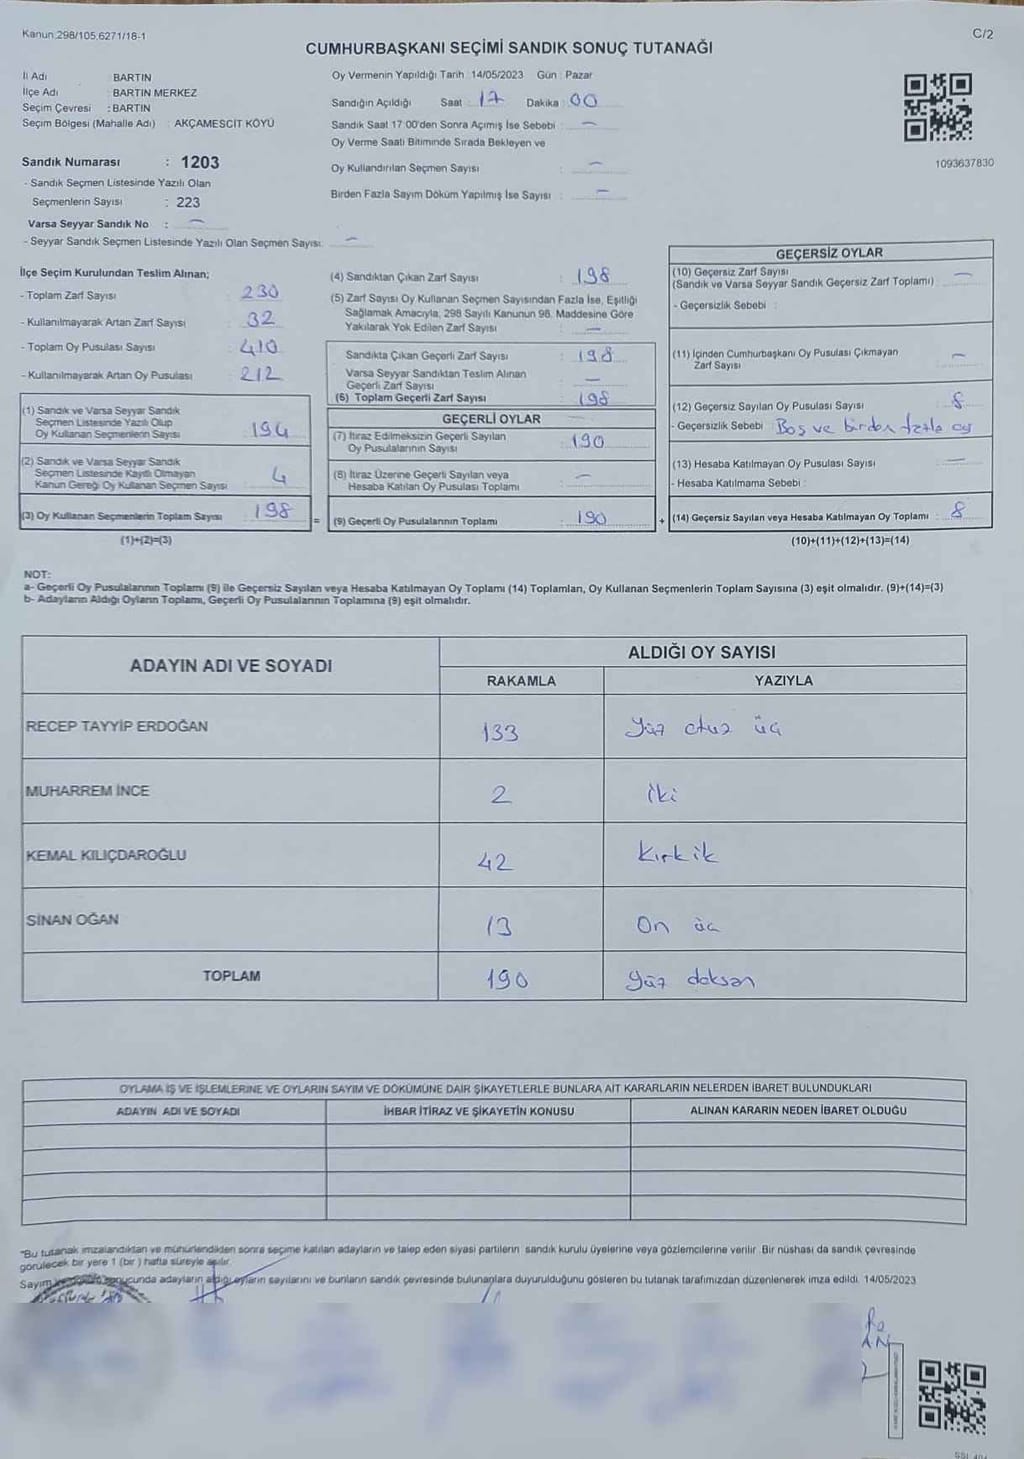 Kanun:298/105,6271/18-1
C/2
CUMHURBAŞKANI SEÇİMİ SANDIK SONUÇ TUTANAĞI
İl Adı : BARTIN
İlçe Adı : BARTIN MERKEZ
Seçim Çevresi : BARTIN
Seçim Bölgesi (Mahalle Adı) : AKÇAMESCİT KÖYÜ
Sandık Numarası : 1203
- Sandık Seçmen Listesinde Yazılı Olan
Seçmenlerin Sayısı : 223
Varsa Seyyar Sandık No : —
- Seyyar Sandık Seçmen Listesinde Yazılı Olan Seçmen Sayısı: —
Oy Vermenin Yapıldığı Tarih :14/05/2023 Gün : Pazar
Sandığın Açıldığı Saat : 17 Dakika : 00
Sandık Saat 17:00'den Sonra Açımış İse Sebebi : —
Oy Verme Saati Bitiminde Sırada Bekleyen ve
Oy Kullandırılan Seçmen Sayısı : —
Birden Fazla Sayım Döküm Yapılmış İse Sayısı : —
1093637830
İlçe Seçim Kurulundan Teslim Alınan;
- Toplam Zarf Sayısı : 230
- Kullanılmayarak Artan Zarf Sayısı : 32
- Toplam Oy Pusulası Sayısı : 410
- Kullanılmayarak Artan Oy Pusulası : 212
(1) Sandık ve Varsa Seyyar Sandık
Seçmen Listesinde Yazılı Olup
Oy Kullanan Seçmenlerin Sayısı : 194
(2) Sandık ve Varsa Seyyar Sandık
Seçmen Listesinde Kayıtlı Olmayan
Kanun Gereği Oy Kullanan Seçmen Sayısı : 4
(3) Oy Kullanan Seçmenlerin Toplam Sayısı : 198
(1)+(2)=(3)
(4) Sandıktan Çıkan Zarf Sayısı : 198
(5) Zarf Sayısı Oy Kullanan Seçmen Sayısından Fazla İse, Eşitliği
Sağlamak Amacıyla, 298 Sayılı Kanunun 98. Maddesine Göre
Yakılarak Yok Edilen Zarf Sayısı : —
Sandıkta Çıkan Geçerli Zarf Sayısı : 198
Varsa Seyyar Sandıktan Teslim Alınan
Geçerli Zarf Sayısı : —
(6) Toplam Geçerli Zarf Sayısı : 198
GEÇERLİ OYLAR
(7) İtiraz Edilmeksizin Geçerli Sayılan
Oy Pusulalarının Sayısı : 190
(8) İtiraz Üzerine Geçerli Sayılan veya
Hesaba Katılan Oy Pusulası Toplamı : —
= (9) Geçerli Oy Pusulalarının Toplamı : 190 +
GEÇERSİZ OYLAR
(10) Geçersiz Zarf Sayısı
(Sandık ve Varsa Seyyar Sandık Geçersiz Zarf Toplamı) : —
- Geçersizlik Sebebi :
(11) İçinden Cumhurbaşkanı Oy Pusulası Çıkmayan
Zarf Sayısı : —
(12) Geçersiz Sayılan Oy Pusulası Sayısı : 8
- Geçersizlik Sebebi : Boş ve birden fazla oy
(13) Hesaba Katılmayan Oy Pusulası Sayısı : —
- Hesaba Katılmama Sebebi :
(14) Geçersiz Sayılan veya Hesaba Katılmayan Oy Toplamı : 8
(10)+(11)+(12)+(13)=(14)
NOT:
a- Geçerli Oy Pusulalarının Toplamı (9) ile Geçersiz Sayılan veya Hesaba Katılmayan Oy Toplamı (14) Toplamları, Oy Kullanan Seçmenlerin Toplam Sayısına (3) eşit olmalıdır. (9)+(14)=(3)
b- Adayların Aldığı Oyların Toplamı, Geçerli Oy Pusulalarının Toplamına (9) eşit olmalıdır.
ADAYIN ADI VE SOYADI
ALDIĞI OY SAYISI
RAKAMLA YAZIYLA
RECEP TAYYİP ERDOĞAN 133 Yüz otuz üç
MUHARREM İNCE 2 İki
KEMAL KILIÇDAROĞLU 42 Kırkik
SİNAN OĞAN 13 On üç
TOPLAM 190 Yüz doksan
OYLAMA İŞ VE İŞLEMLERİNE VE OYLARIN SAYIM VE DÖKÜMÜNE DAİR ŞİKAYETLERLE BUNLARA AİT KARARLARIN NELERDEN İBARET BULUNDUKLARI
ADAYIN ADI VE SOYADI İHBAR İTİRAZ VE ŞİKAYETİN KONUSU ALINAN KARARIN NEDEN İBARET OLDUĞU
"Bu tutanak imzalandıktan ve mühürlendikten sonra seçime katılan adayların ve talep eden siyasi partilerin sandık kurulu üyelerine veya gözlemcilerine verilir. Bir nüshası da sandık çevresinde
görülecek bir yere 1 (bir ) hafta süreyle asılır.
Sayım sonucunda adayların aldığı oyların sayılarını ve bunların sandık çevresinde bulunanlara duyurulduğunu gösteren bu tutanak tarafımızdan düzenlenerek imza edildi. 14/05/2023